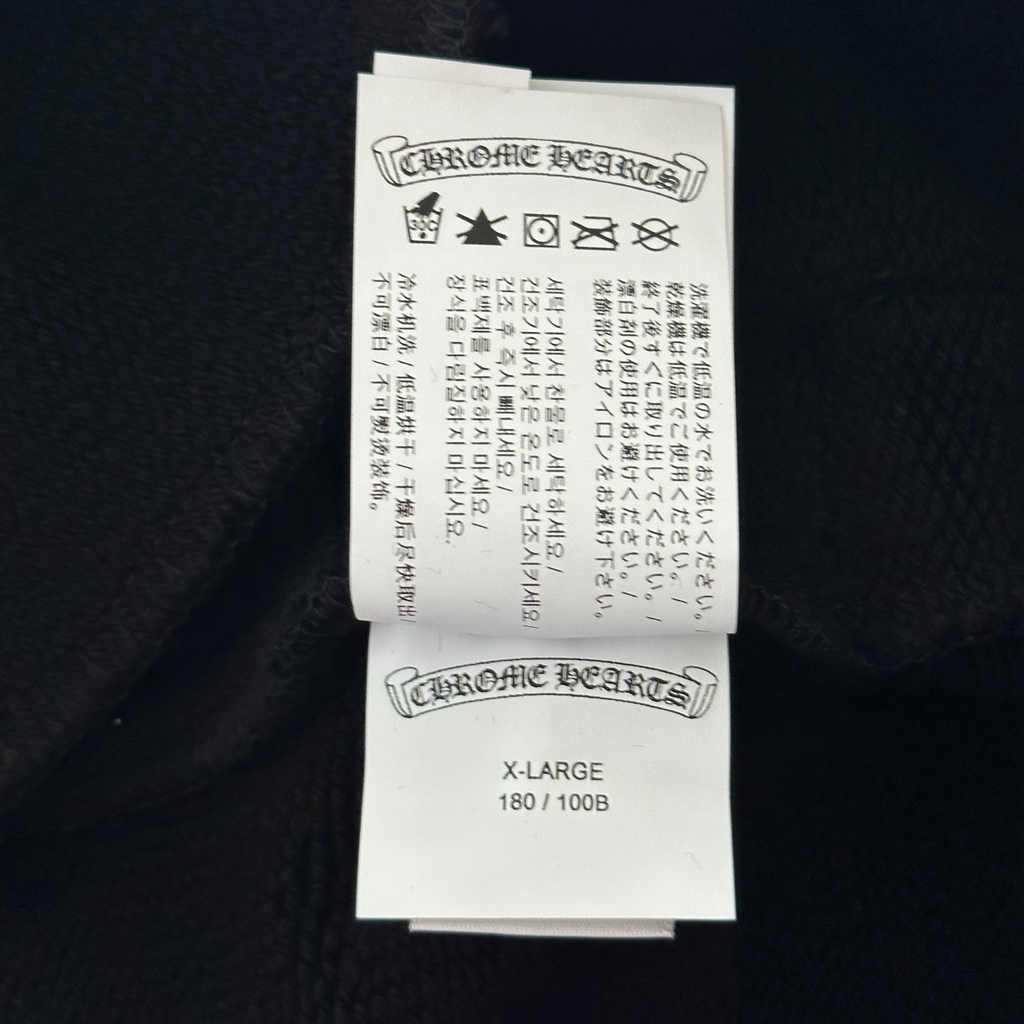 CHROME HEARTS
30C
洗濯機で低温の水でお洗いください。/
乾燥機は低温でご使用ください。/
終了後すぐに取り出してください。/
漂白剤の使用はお避けください。/
装飾部分はアイロンをお避け下さい。
세탁기에서 찬물로 세탁하세요/
건조기에서 낮은 온도로 건조시키세요/
건조 후 즉시 빼내세요/
표백제를 사용하지 마세요/
장식을 다림질하지 마십시요.
冷水机洗/低温烘干/干燥后尽快取出/
不可漂白/不可熨烫装飾。
CHROME HEARTS
X-LARGE
180 / 100B